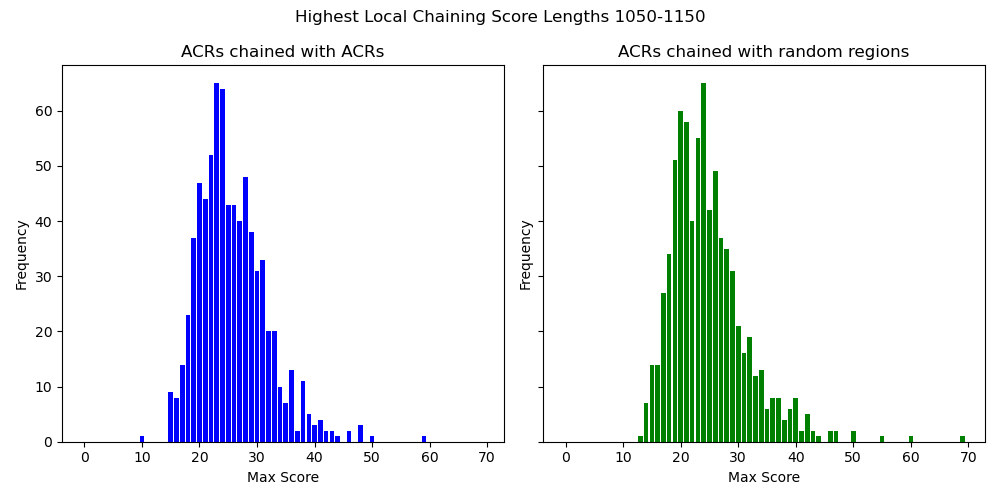 Highest Local Chaining Score Lengths 1050-1150
ACRs chained with ACRs
Frequency
60
50
40
30
20
10
0
0 10 20 30 40 50 60 70
Max Score
ACRs chained with random regions
Frequency
0 10 20 30 40 50 60 70
Max Score